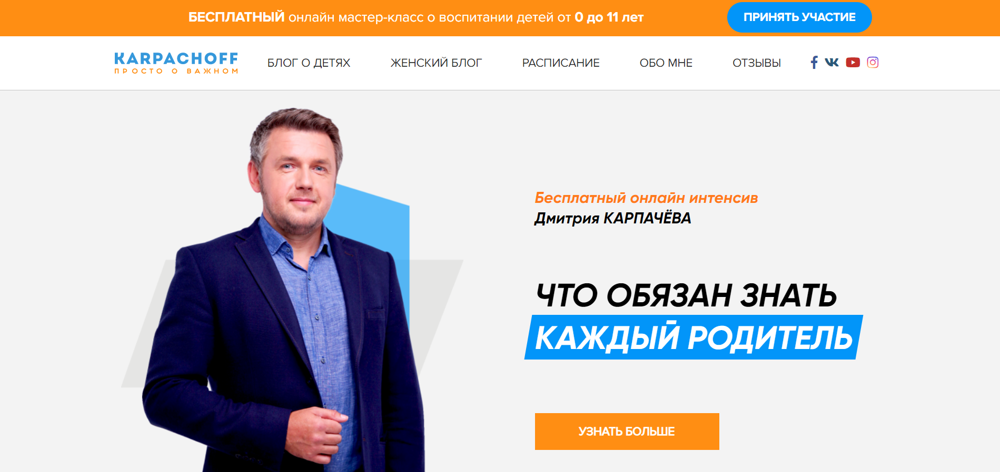 БЕСПЛАТНЫЙ онлайн мастер-класс о воспитании детей от 0 до 11 лет
ПРИНЯТЬ УЧАСТИЕ
KARPACHOFF
ПРОСТО О ВАЖНОМ
БЛОГ О ДЕТЯХ
ЖЕНСКИЙ БЛОГ
РАСПИСАНИЕ
ОБО МНЕ
ОТЗЫВЫ
Бесплатный онлайн интенсив
Дмитрия КАРПАЧЁВА
ЧТО ОБЯЗАН ЗНАТЬ
КАЖДЫЙ РОДИТЕЛЬ
УЗНАТЬ БОЛЬШЕ